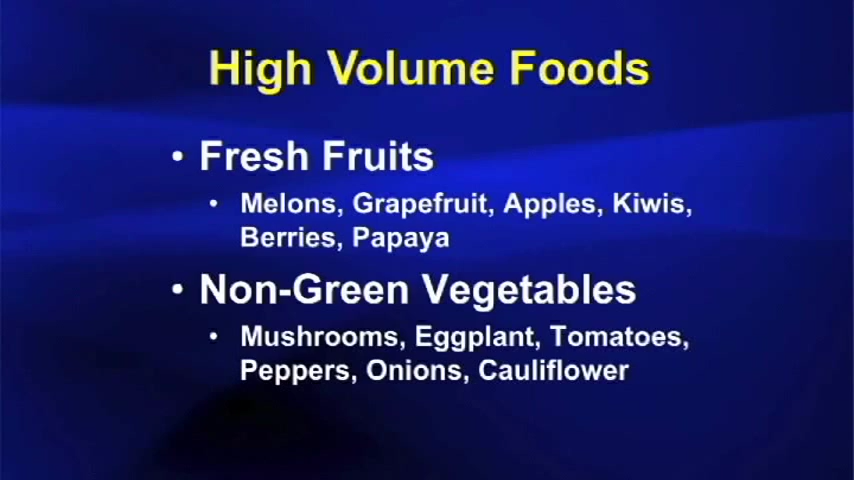 High Volume Foods
• Fresh Fruits
• Melons, Grapefruit, Apples, Kiwis,
Berries, Papaya
• Non-Green Vegetables
• Mushrooms, Eggplant, Tomatoes,
Peppers, Onions, Cauliflower